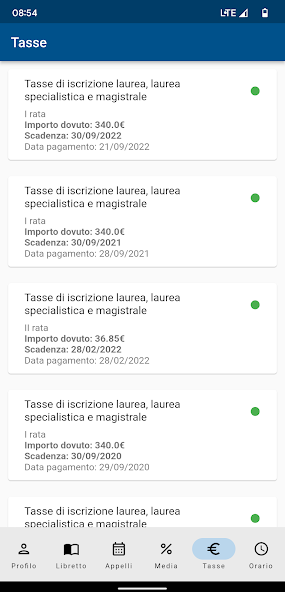 08:54
LTE
Tasse
Tasse di iscrizione laurea, laurea
specialistica e magistrale
I rata
Importo dovuto: 340.0€
Scadenza: 30/09/2022
Data pagamento: 21/09/2022
Tasse di iscrizione laurea, laurea
specialistica e magistrale
I rata
Importo dovuto: 340.0€
Scadenza: 30/09/2021
Data pagamento: 28/09/2021
Tasse di iscrizione laurea, laurea
specialistica e magistrale
II rata
Importo dovuto: 36.85€
Scadenza: 28/02/2022
Data pagamento: 28/02/2022
Tasse di iscrizione laurea, laurea
specialistica e magistrale
I rata
Importo dovuto: 340.0€
Scadenza: 30/09/2020
Data pagamento: 29/09/2020
Tasse di iscrizione laurea, laurea
specialistica e magistrale
Profilo Libretto Appelli Media Tasse Orario